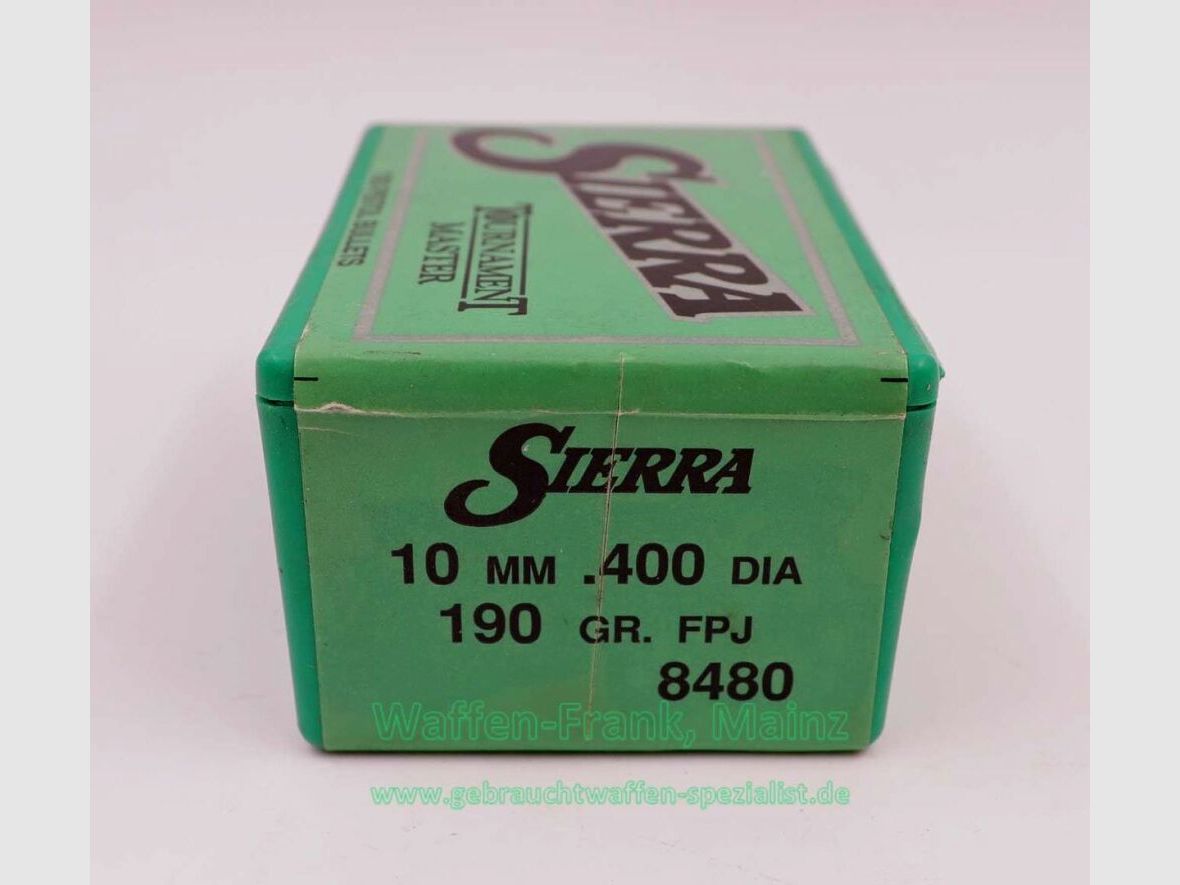 SIERRA
TOURNAMENT
MASTER
BULLETS
SIERRA
10 MM .400 DIA
190 GR. FPJ
8480
Waffen-Frank, Mainz
www.gebrauchtwaffen-spezialist.de